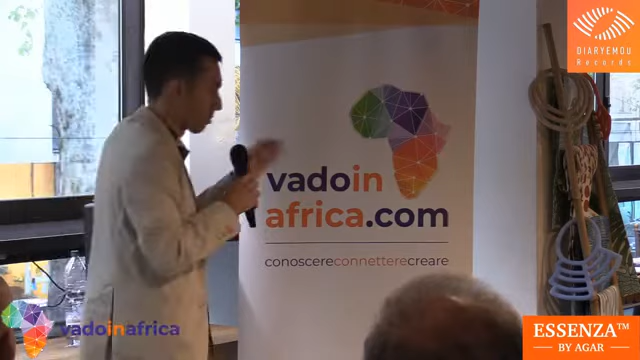 DIARYEMOU
Records
vadoin
africa.com
conoscereconnetterecreare
vadoinafrica
ESSENZA™
BY AGAR